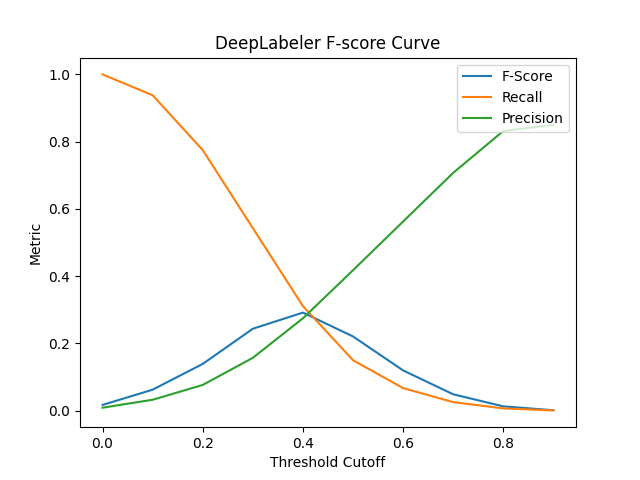 DeepLabeler F-score Curve
F-Score
Recall
Precision
1.0
0.8
0.6
0.4
0.2
0.0
Metric
0.0 0.2 0.4 0.6 0.8
Threshold Cutoff